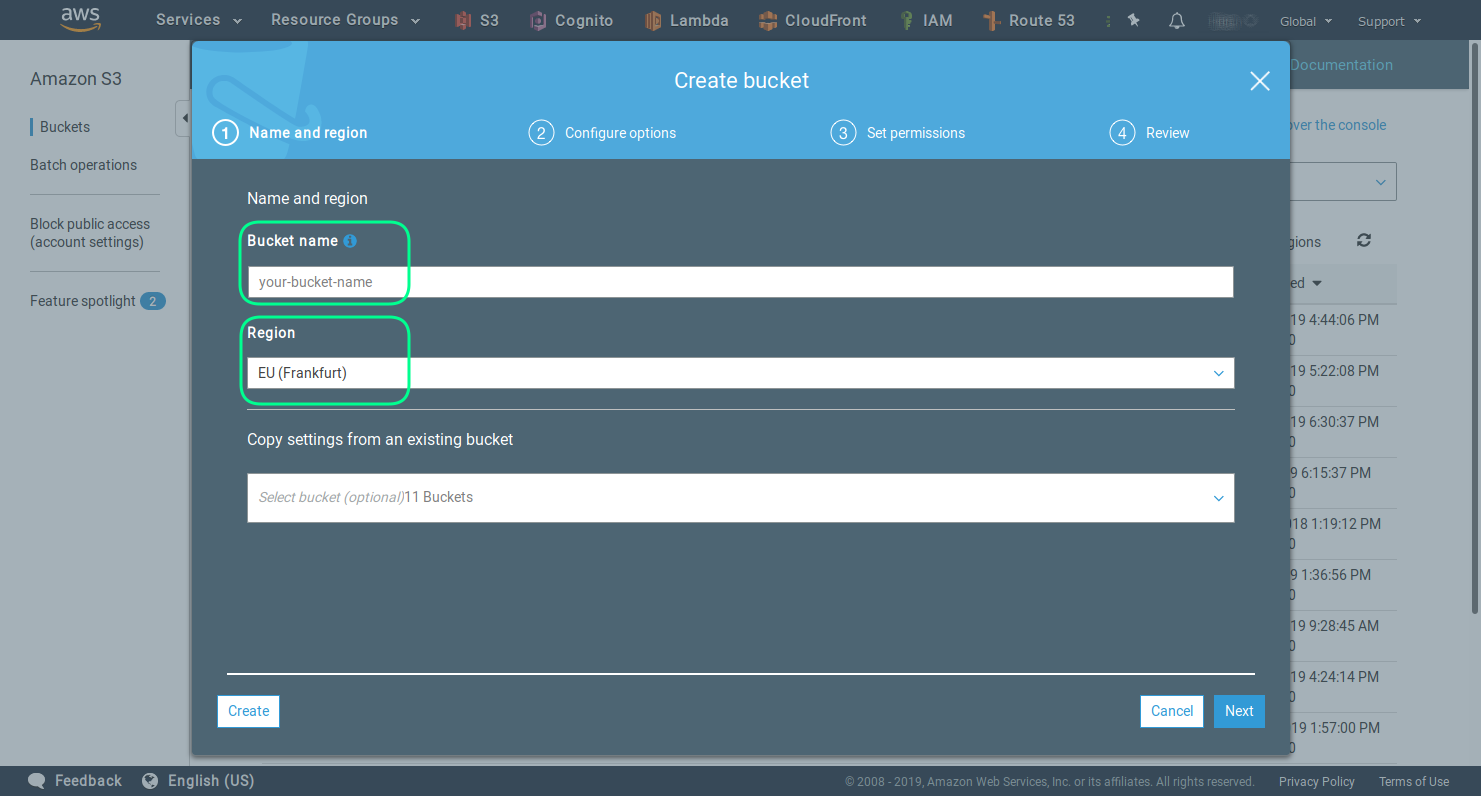 aws Services Resource Groups S3 Cognito Lambda CloudFront IAM Route 53 Global Support
Amazon S3
Buckets
Batch operations
Block public access
(account settings)
Feature spotlight 2
Documentation
Create bucket
1 Name and region 2 Configure options 3 Set permissions 4 Review
Name and region
Bucket name
your-bucket-name
Region
EU (Frankfurt)
Copy settings from an existing bucket
Select bucket (optional)11 Buckets
Create Cancel Next
over the console
gions
ed
19 4:44:06 PM
0
19 5:22:08 PM
0
19 6:30:37 PM
0
9 6:15:37 PM
0
018 1:19:12 PM
0
9 1:36:56 PM
0
19 9:28:45 AM
0
19 4:24:14 PM
0
19 1:57:00 PM
0
Feedback English (US) © 2008 - 2019, Amazon Web Services, Inc. or its affiliates. All rights reserved. Privacy Policy Terms of Use